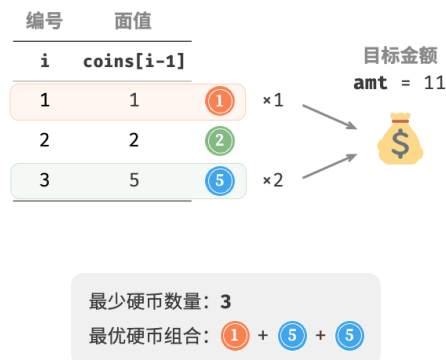 编号 面值
i coins[i-1]
目标金额
amt = 11
1 1 1 ×1
2 2 2
$
3 5 5 ×2
最少硬币数量：3
最优硬币组合：1 + 5 + 5